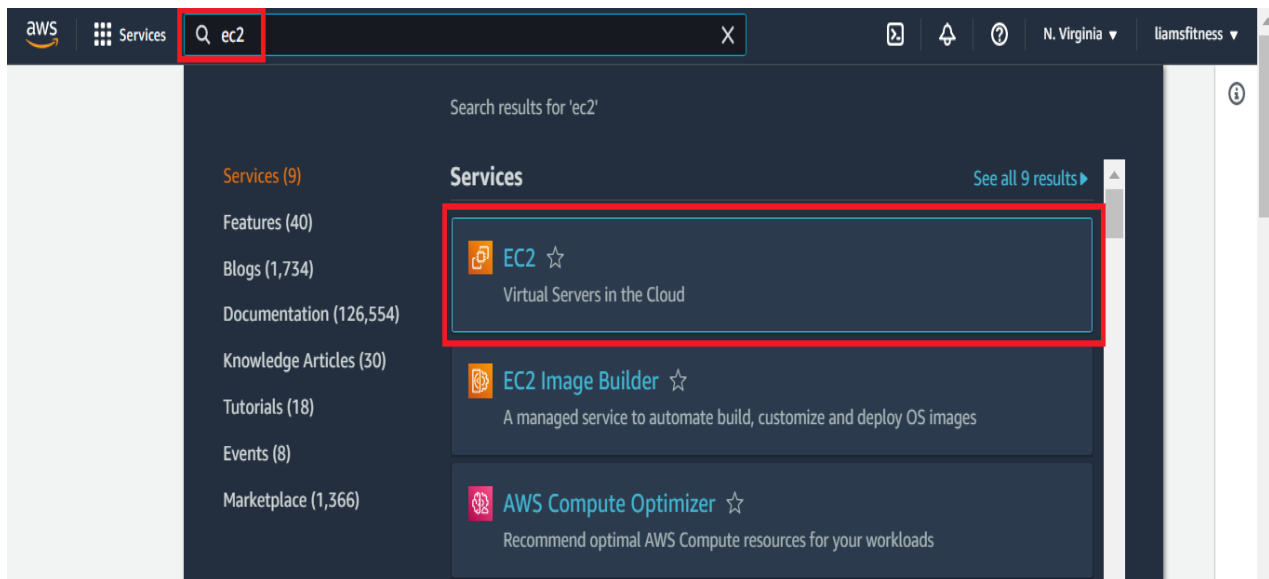 aws
Services
ec2
N. Virginia
liamsfitness
Search results for 'ec2'
Services (9)
Features (40)
Blogs (1,734)
Documentation (126,554)
Knowledge Articles (30)
Tutorials (18)
Events (8)
Marketplace (1,366)
Services
See all 9 results
EC2
Virtual Servers in the Cloud
EC2 Image Builder
A managed service to automate build, customize and deploy OS images
AWS Compute Optimizer
Recommend optimal AWS Compute resources for your workloads